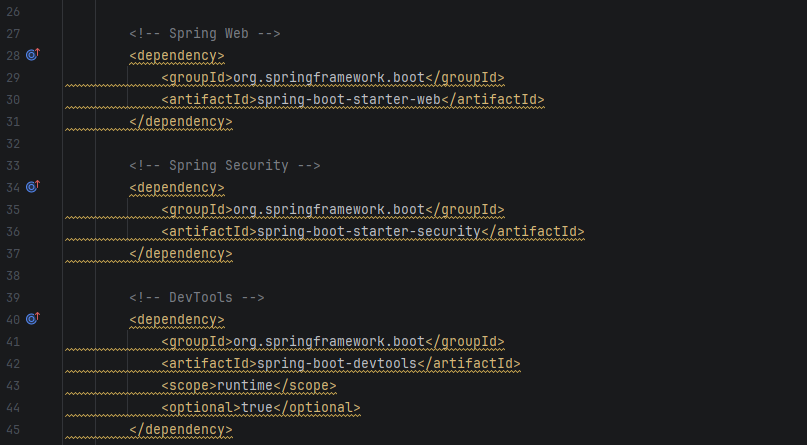 26
27 <!-- Spring Web -->
28 <dependency>
29 <groupId>org.springframework.boot</groupId>
30 <artifactId>spring-boot-starter-web</artifactId>
31 </dependency>
32
33 <!-- Spring Security -->
34 <dependency>
35 <groupId>org.springframework.boot</groupId>
36 <artifactId>spring-boot-starter-security</artifactId>
37 </dependency>
38
39 <!-- DevTools -->
40 <dependency>
41 <groupId>org.springframework.boot</groupId>
42 <artifactId>spring-boot-devtools</artifactId>
43 <scope>runtime</scope>
44 <optional>true</optional>
45 </dependency>